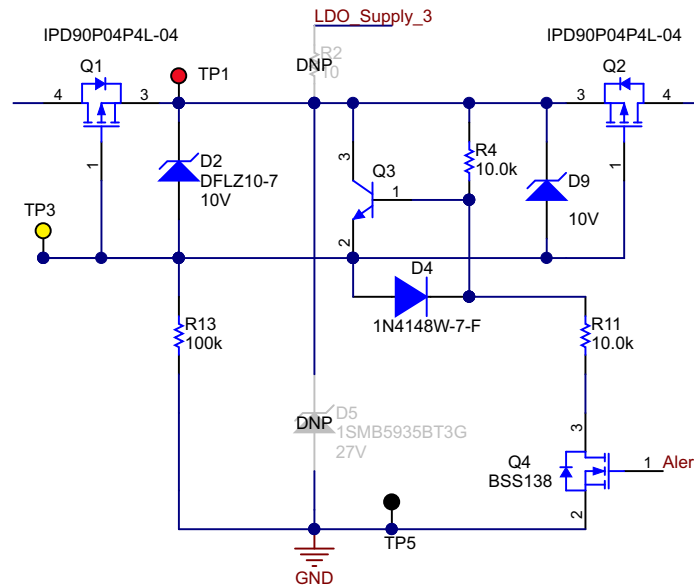 LDO_Supply_3
IPD90P04P4L-04
IPD90P04P4L-04
R2
DNP
10
Q1
TP1
Q2
4
3
3
4
1
1
D2
DFLZ10-7
10V
3
Q3
1
2
R4
10.0k
D9
10V
TP3
D4
1N4148W-7-F
R13
100k
R11
10.0k
DNP
D5
1SMB5935BT3G
27V
3
Q4
BSS138
1
Aler
2
TP5
GND